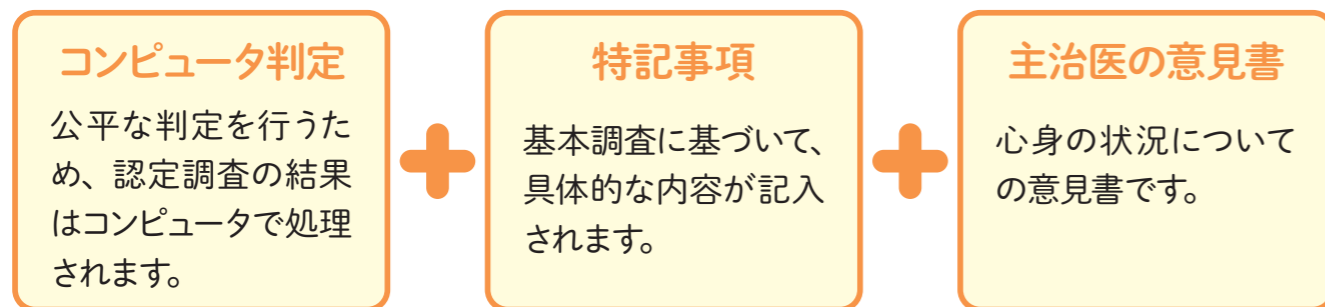 コンピュータ判定
公平な判定を行うた
め、認定調査の結果
はコンピュータで処理
されます。
特記事項
基本調査に基づいて、
具体的な内容が記入
されます。
主治医の意見書
心身の状況について
の意見書です。